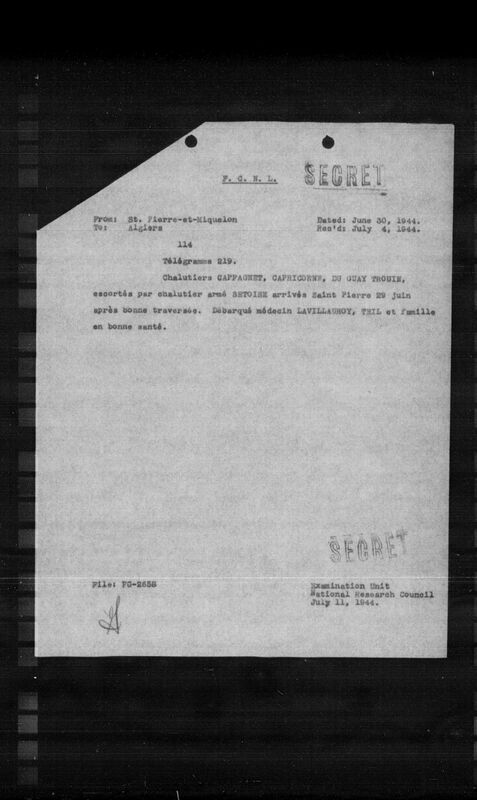 F. C. N. L.
SECRET
From: St. Pierre-et-Miquelon
To: Algiers
Dated: June 30, 1944.
Rec'd: July 4, 1944.
114
Télégramme 219.
Chalutiers CAPPAGNET, CAPRICORNE, DU GUAY TROUIN,
escortés par chalutier armé SETOISE arrivés Saint Pierre 29 juin
après bonne traversée. Débarqué médecin LAVILLAUROY, THIL et famille
en bonne santé.
SECRET
File: FG-2658
Examination Unit
National Research Council
July 11, 1944.